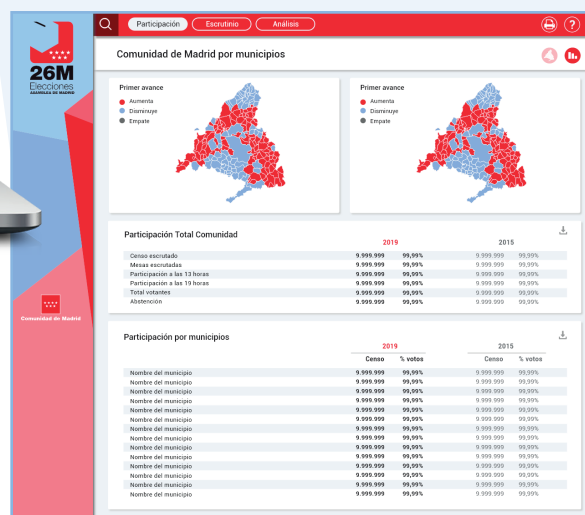 Participación Escrutinio Análisis ?
26M
Elecciones
ASAMBLEA DE MADRID
Comunidad de Madrid
Comunidad de Madrid por municipios
Primer avance
Aumenta
Disminuye
Empate
Primer avance
Aumenta
Disminuye
Empate
Participación Total Comunidad
2019 2015
Censo escrutado 9.999.999 99,99% 9.999.999 99,99%
Mesas escrutadas 9.999.999 99,99% 9.999.999 99,99%
Participación a las 13 horas 9.999.999 99,99% 9.999.999 99,99%
Participación a las 19 horas 9.999.999 99,99% 9.999.999 99,99%
Total votantes 9.999.999 99,99% 9.999.999 99,99%
Abstención 9.999.999 99,99% 9.999.999 99,99%
Participación por municipios
2019 2015
Censo % votos Censo % votos
Nombre del municipio 9.999.999 99,99% 9.999.999 99,99%
Nombre del municipio 9.999.999 99,99% 9.999.999 99,99%
Nombre del municipio 9.999.999 99,99% 9.999.999 99,99%
Nombre del municipio 9.999.999 99,99% 9.999.999 99,99%
Nombre del municipio 9.999.999 99,99% 9.999.999 99,99%
Nombre del municipio 9.999.999 99,99% 9.999.999 99,99%
Nombre del municipio 9.999.999 99,99% 9.999.999 99,99%
Nombre del municipio 9.999.999 99,99% 9.999.999 99,99%
Nombre del municipio 9.999.999 99,99% 9.999.999 99,99%
Nombre del municipio 9.999.999 99,99% 9.999.999 99,99%
Nombre del municipio 9.999.999 99,99% 9.999.999 99,99%
Nombre del municipio 9.999.999 99,99% 9.999.999 99,99%
Nombre del municipio 9.999.999 99,99% 9.999.999 99,99%
Nombre del municipio 9.999.999 99,99% 9.999.999 99,99%